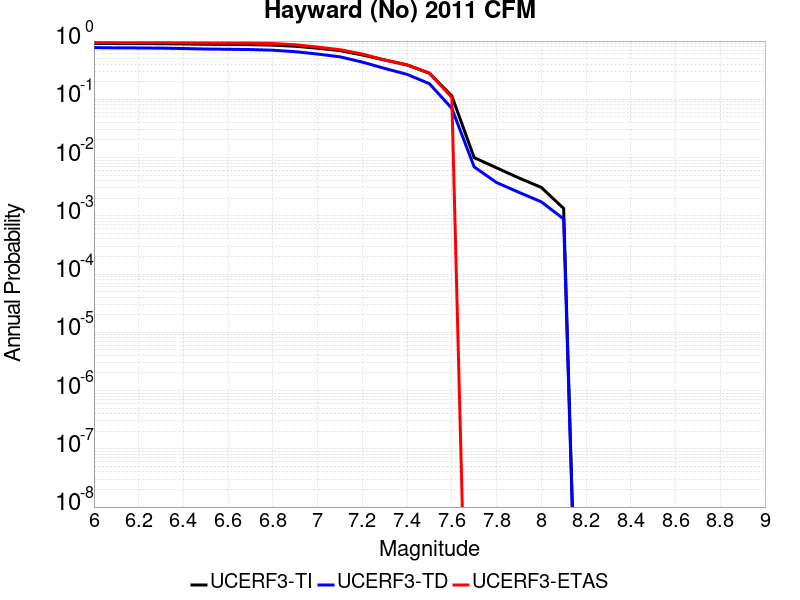 Hayward (No) 2011 CFM
10^0
10^-1
10^-2
10^-3
10^-4
10^-5
10^-6
10^-7
10^-8
Annual Probability
6 6.2 6.4 6.6 6.8 7 7.2 7.4 7.6 7.8 8 8.2 8.4 8.6 8.8 9
Magnitude
UCERF3-TI UCERF3-TD UCERF3-ETAS